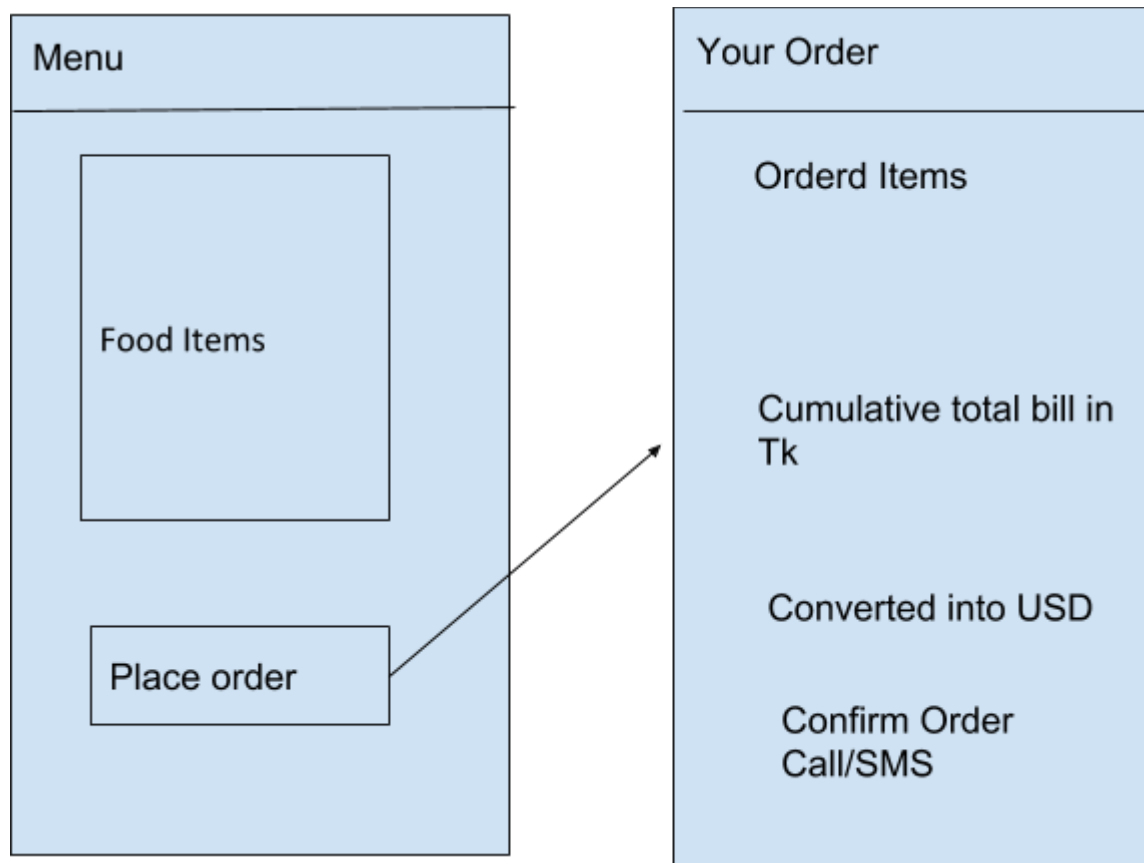 Menu
Food Items
Place order
Your Order
Orderd Items
Cumulative total bill in
Tk
Converted into USD
Confirm Order
Call/SMS